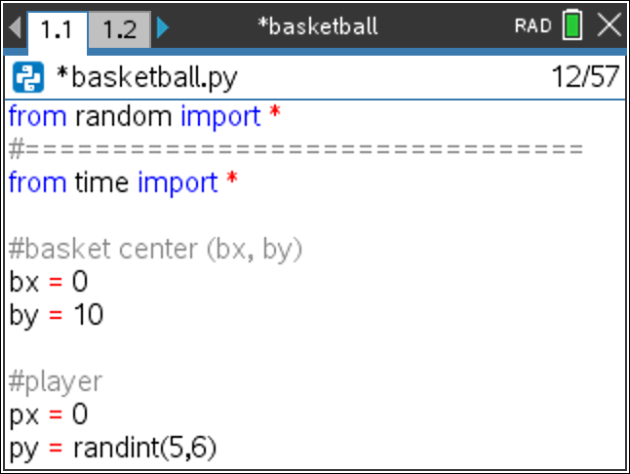 1.1 1.2 *basketball RAD
*basketball.py 12/57
from random import *
#================================
from time import *
#basket center (bx, by)
bx = 0
by = 10
#player
px = 0
py = randint(5,6)